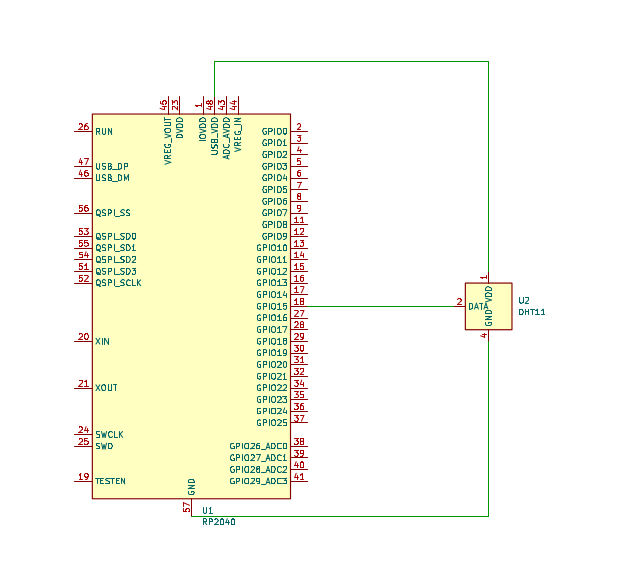 45 23 1 48 43 44
VREG_VOUT DVDD IOVDD USB_VDD ADC_AVDD VREG_IN
26 RUN GPIO0 2
GPIO1 3
GPIO2 4
47 USB_DP GPIO3 5
46 USB_DM GPIO4 6
GPIO5 7
GPIO6 8
56 QSPI_SS GPIO7 9
GPIO8 11
53 QSPI_SD0 GPIO9 12
55 QSPI_SD1 GPIO10 13
54 QSPI_SD2 GPIO11 14
51 QSPI_SD3 GPIO12 15
52 QSPI_SCLK GPIO13 16
GPIO14 17
GPIO15 18
GPIO16 27
GPIO17 28
20 XIN GPIO18 29
GPIO19 30
GPIO20 31
GPIO21 32
21 XOUT GPIO22 34
GPIO23 35
GPIO24 36
GPIO25 37
24 SWCLK
25 SWD GPIO26_ADC0 38
GPIO27_ADC1 39
GPIO28_ADC2 40
19 TESTEN GPIO29_ADC3 41
GND
57
U1
RP2040
1
VDD
2 DATA
GND
4
U2
DHT11